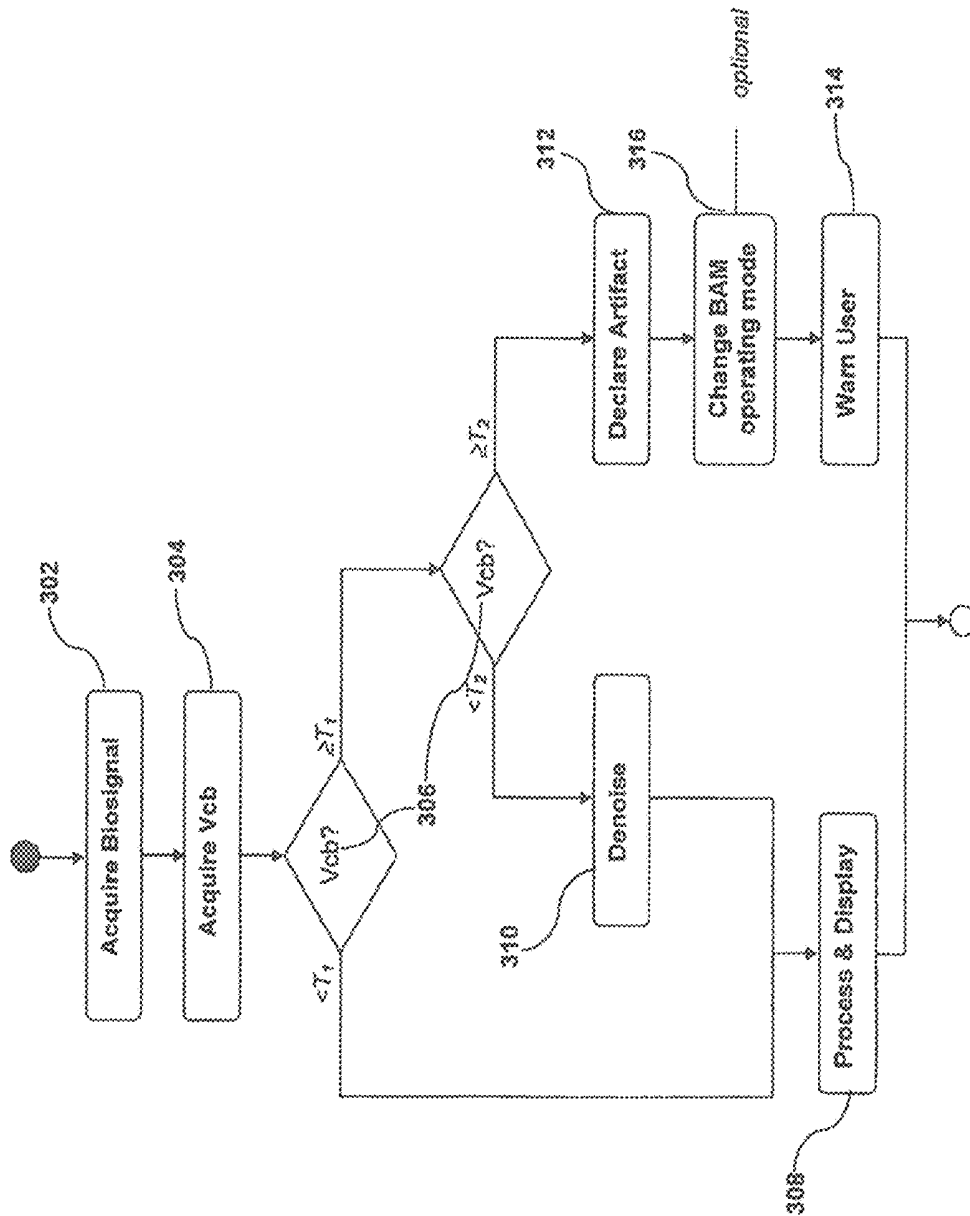 302
Acquire Biosignal
304
Acquire Vcb
<T₁
Vcb?
≥T₁
306
<T₂
Vcb?
≥T₂
310
Denoise
312
Declare Artifact
316
Change BAM
operating mode
optional
308
Process & Display
314
Warn User